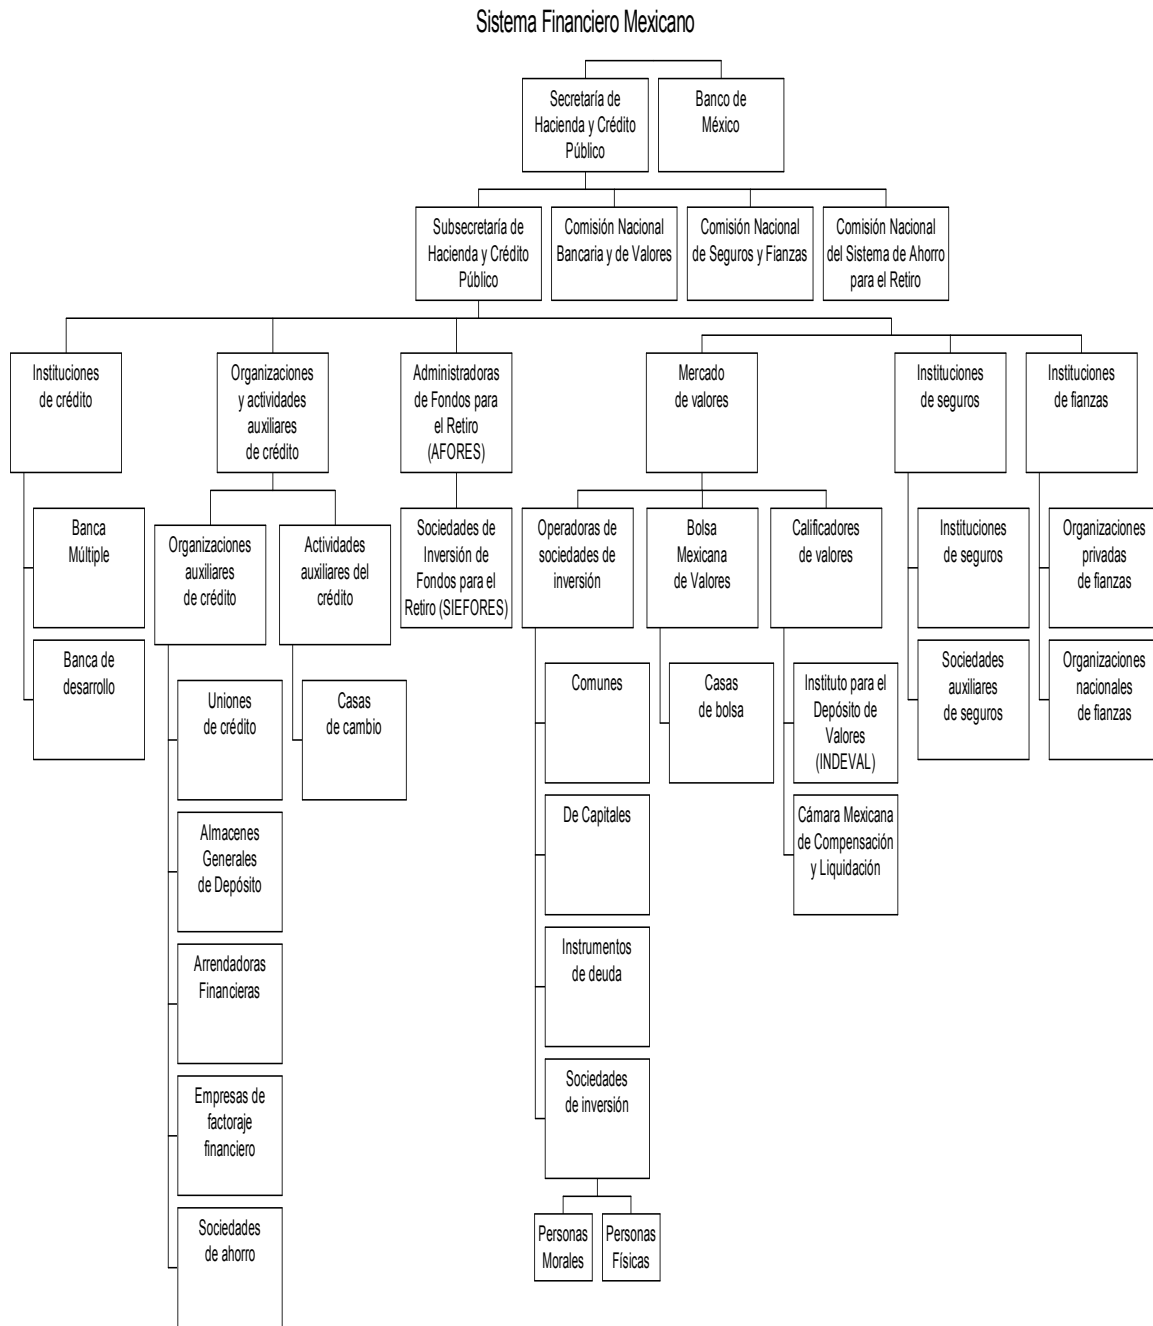 Sistema Financiero Mexicano
Secretaría de
Hacienda y Crédito
Público
Banco de
México
Subsecretaría de
Hacienda y Crédito
Público
Comisión Nacional
Bancaria y de Valores
Comisión Nacional
de Seguros y Fianzas
Comisión Nacional
del Sistema de Ahorro
para el Retiro
Instituciones
de crédito
Organizaciones
y actividades
auxiliares
de crédito
Administradoras
de Fondos para
el Retiro
(AFORES)
Mercado
de valores
Instituciones
de seguros
Instituciones
de fianzas
Banca
Múltiple
Banca de
desarrollo
Organizaciones
auxiliares
de crédito
Actividades
auxiliares del
crédito
Sociedades de
Inversión de
Fondos para el
Retiro (SIEFORES)
Operadoras de
sociedades de
inversión
Bolsa
Mexicana
de Valores
Calificadores
de valores
Instituciones
de seguros
Organizaciones
privadas
de fianzas
Sociedades
auxiliares
de seguros
Organizaciones
nacionales
de fianzas
Uniones
de crédito
Casas
de cambio
Comunes
Casas
de bolsa
Instituto para el
Depósito de
Valores
(INDEVAL)
Almacenes
Generales
de Depósito
De Capitales
Cámara Mexicana
de Compensación
y Liquidación
Arrendadoras
Financieras
Instrumentos
de deuda
Empresas de
factoraje
financiero
Sociedades
de inversión
Sociedades
de ahorro
Personas
Morales
Personas
Físicas